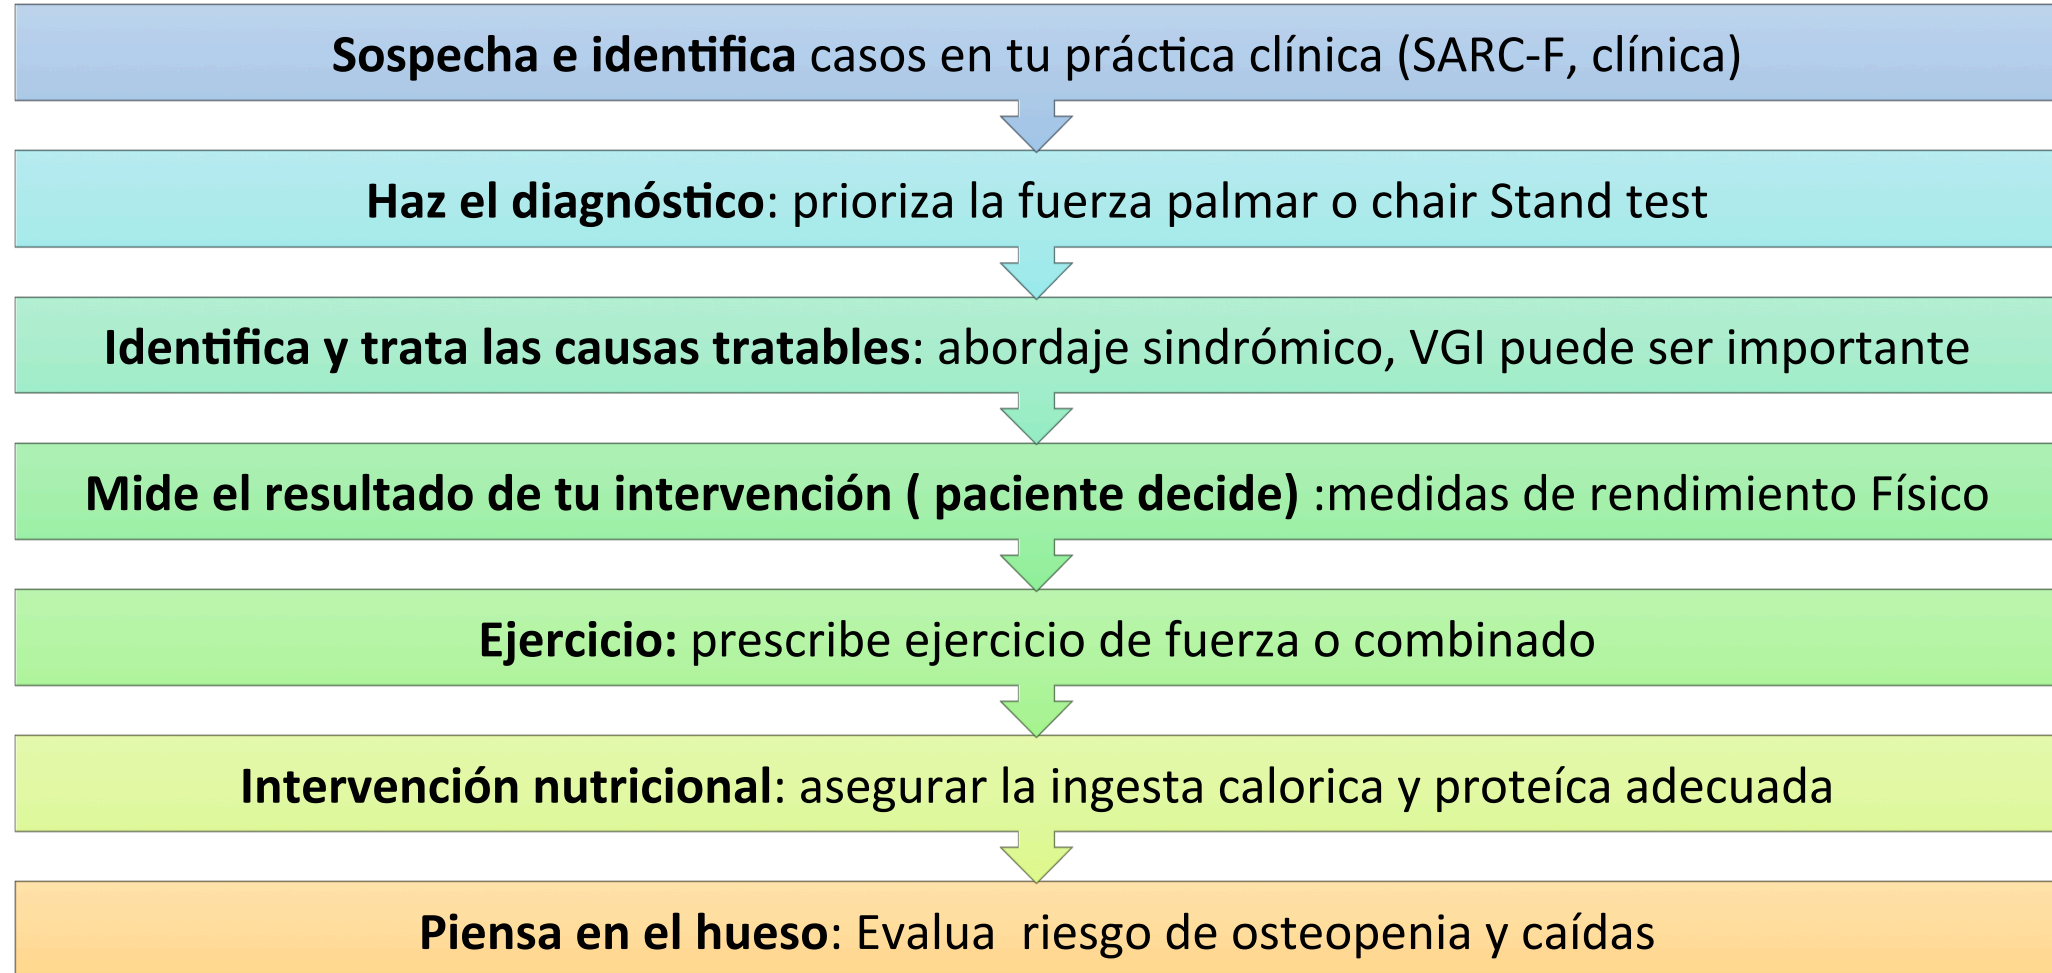 Sospecha e identifica casos en tu práctica clínica (SARC-F, clínica)
Haz el diagnóstico: prioriza la fuerza palmar o chair Stand test
Identifica y trata las causas tratables: abordaje sindrómico, VGI puede ser importante
Mide el resultado de tu intervención ( paciente decide) :medidas de rendimiento Físico
Ejercicio: prescribe ejercicio de fuerza o combinado
Intervención nutricional: asegurar la ingesta calorica y proteíca adecuada
Piensa en el hueso: Evalua  riesgo de osteopenia y caídas